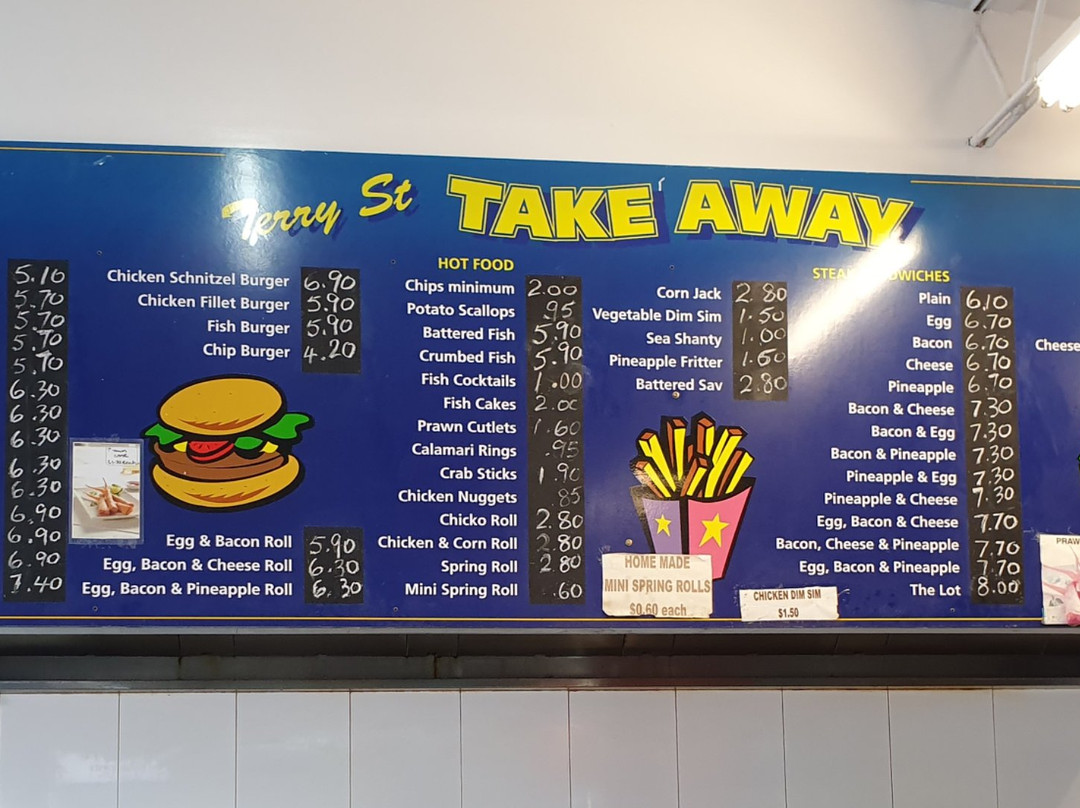 Terry St TAKE AWAY
5.10
5.70
5.70
5.70
5.70
6.30
6.30
6.30
6.30
6.30
6.90
6.90
6.90
7.40
Chicken Schnitzel Burger 6.90
Chicken Fillet Burger 5.90
Fish Burger 5.90
Chip Burger 4.20
Egg & Bacon Roll 5.90
Egg, Bacon & Cheese Roll 6.30
Egg, Bacon & Pineapple Roll 6.30
HOT FOOD
Chips minimum 2.00
Potato Scallops .95
Battered Fish 5.90
Crumbed Fish 5.90
Fish Cocktails 1.00
Fish Cakes 2.00
Prawn Cutlets 1.60
Calamari Rings .95
Crab Sticks 1.90
Chicken Nuggets .85
Chicko Roll 2.80
Chicken & Corn Roll 2.80
Spring Roll 2.80
Mini Spring Roll .60
Corn Jack 2.80
Vegetable Dim Sim 1.50
Sea Shanty 1.00
Pineapple Fritter 1.60
Battered Sav 2.80
HOME MADE
MINI SPRING ROLLS
$0.60 each
CHICKEN DIM SIM
$1.50
Plain 6.10
Egg 6.70
Bacon 6.70
Cheese 6.70
Pineapple 6.70
Bacon & Cheese 7.30
Bacon & Egg 7.30
Bacon & Pineapple 7.30
Pineapple & Egg 7.30
Pineapple & Cheese 7.30
Egg, Bacon & Cheese 7.70
Bacon, Cheese & Pineapple 7.70
Egg, Bacon & Pineapple 7.70
The Lot 8.00
Cheese
PRAW